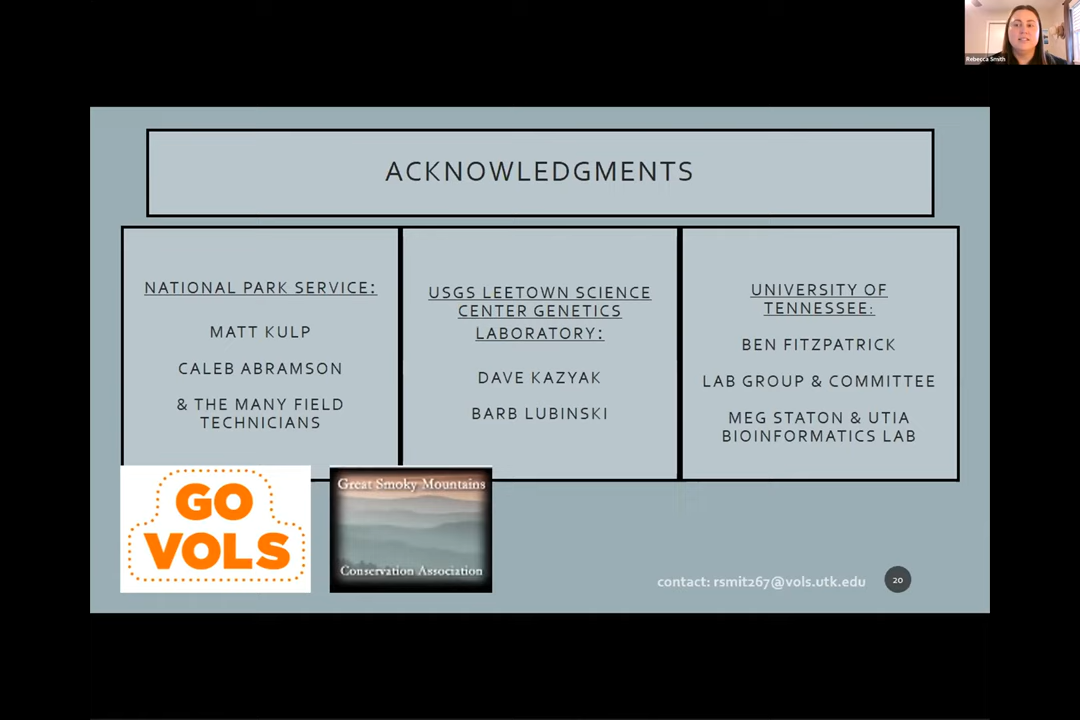 Rebecca Smith
ACKNOWLEDGMENTS
NATIONAL PARK SERVICE:
MATT KULP
CALEB ABRAMSON
& THE MANY FIELD
TECHNICIANS
USGS LEETOWN SCIENCE
CENTER GENETICS
LABORATORY:
DAVE KAZYAK
BARB LUBINSKI
UNIVERSITY OF
TENNESSEE:
BEN FITZPATRICK
LAB GROUP & COMMITTEE
MEG STATON & UTIA
BIOINFORMATICS LAB
GO
VOLS
Great Smoky Mountains
Conservation Association
contact: rsmit267@vols.utk.edu
20